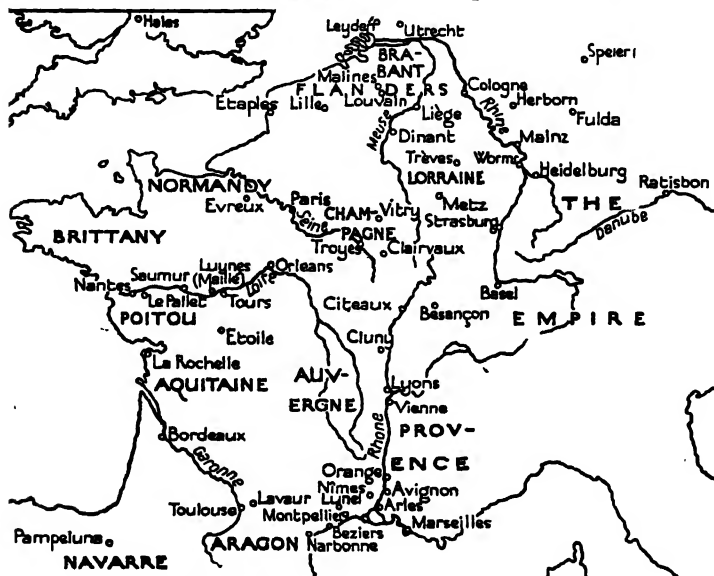 Hales
Leyden
Utrecht
Speier
BRA-
BANT
Malines
FLANDERS
Cologne
Etaples
Lille
Louvain
Rhine
Herborn
Liège
Fulda
Meuse
Dinant
Mainz
Trèves
Worms
Heidelburg
NORMANDY
LORRAINE
Ratisbon
Evreux
Paris
CHAM-
Vitry
Metz
THE
Seine
PAGNE
Strasburg
Danube
BRITTANY
Troyes
Clairvaux
Luynes
Orleans
Saumur
(Maillé)
Loire
Nantes
Le Pallet
Tours
Basel
POITOU
Citeaux
Besançon
EMPIRE
Etoile
Cluny
La Rochelle
AUV-
AQUITAINE
ERGNE
Lyons
Vienne
PROV-
Bordeaux
Rhone
Garonne
ENCE
Orange
Nîmes
Avignon
Lavaur
Lunel
Toulouse
Arles
Montpellier
Marseilles
Pampeluna
Beziers
ARAGON
Narbonne
NAVARRE